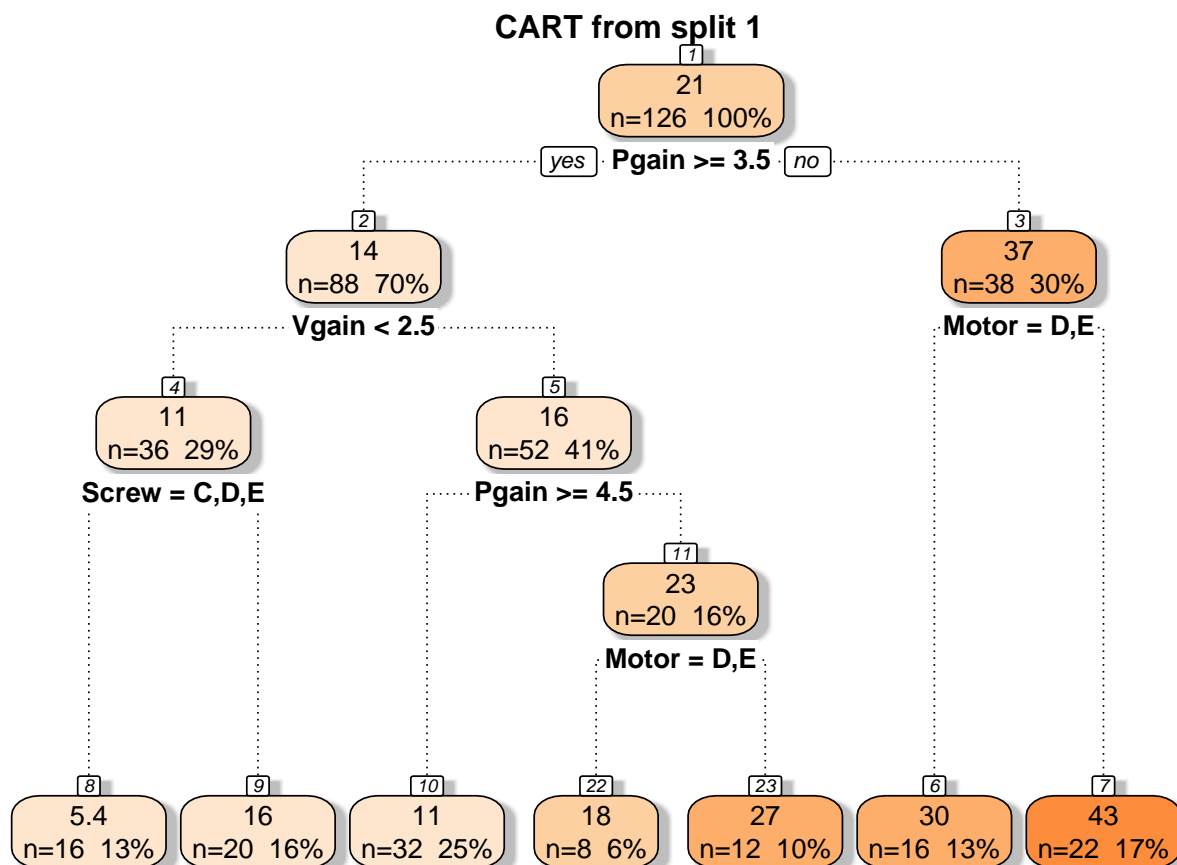 CART from split 1
1
21
n=126 100%
yes Pgain >= 3.5 no
2
14
n=88 70%
3
37
n=38 30%
Vgain < 2.5
Motor = D,E
4
11
n=36 29%
5
16
n=52 41%
Screw = C,D,E
Pgain >= 4.5
11
23
n=20 16%
Motor = D,E
8
5.4
n=16 13%
9
16
n=20 16%
10
11
n=32 25%
22
18
n=8 6%
23
27
n=12 10%
6
30
n=16 13%
7
43
n=22 17%